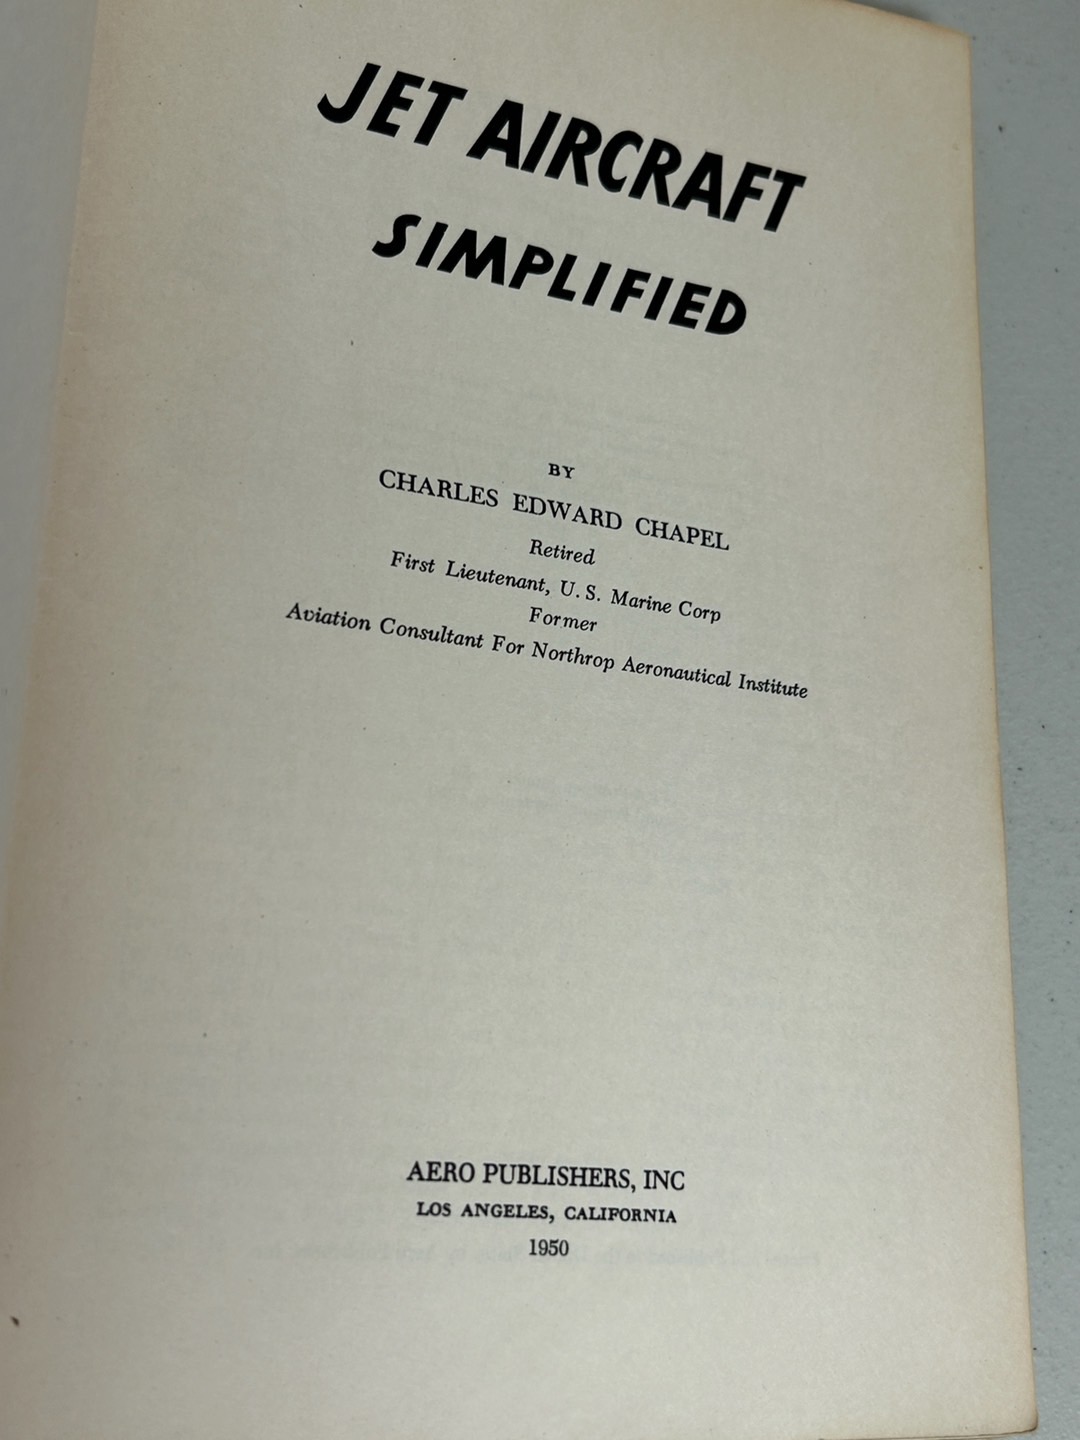 JET AIRCRAFT
SIMPLIFIED
BY
CHARLES EDWARD CHAPEL
Retired
First Lieutenant, U. S. Marine Corp
Former
Aviation Consultant For Northrop Aeronautical Institute
AERO PUBLISHERS, INC
LOS ANGELES, CALIFORNIA
1950